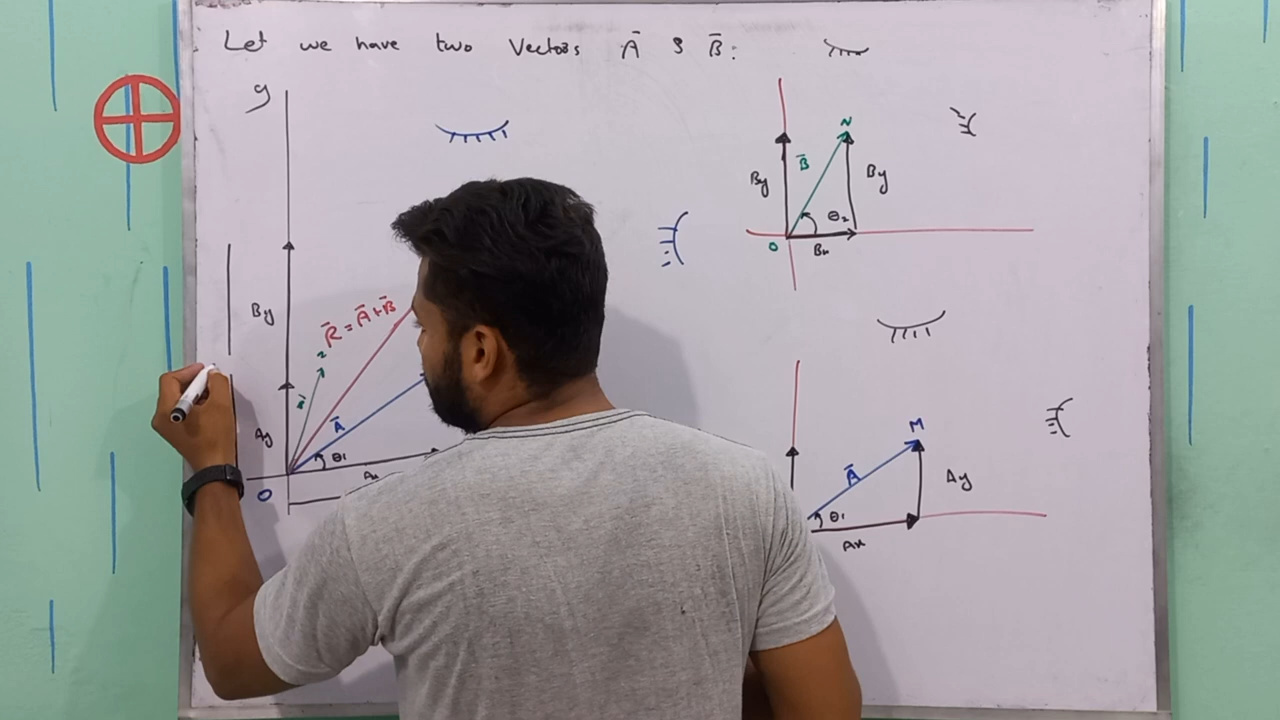 Let we have two Vectors Ā & B̄:
y
By
R̄ = Ā+B̄
N
Ā
Ay
θ1
Ax
O
N
B̄
By
By
θ2
O
Bx
M
Ā
Ay
θ1
Ax